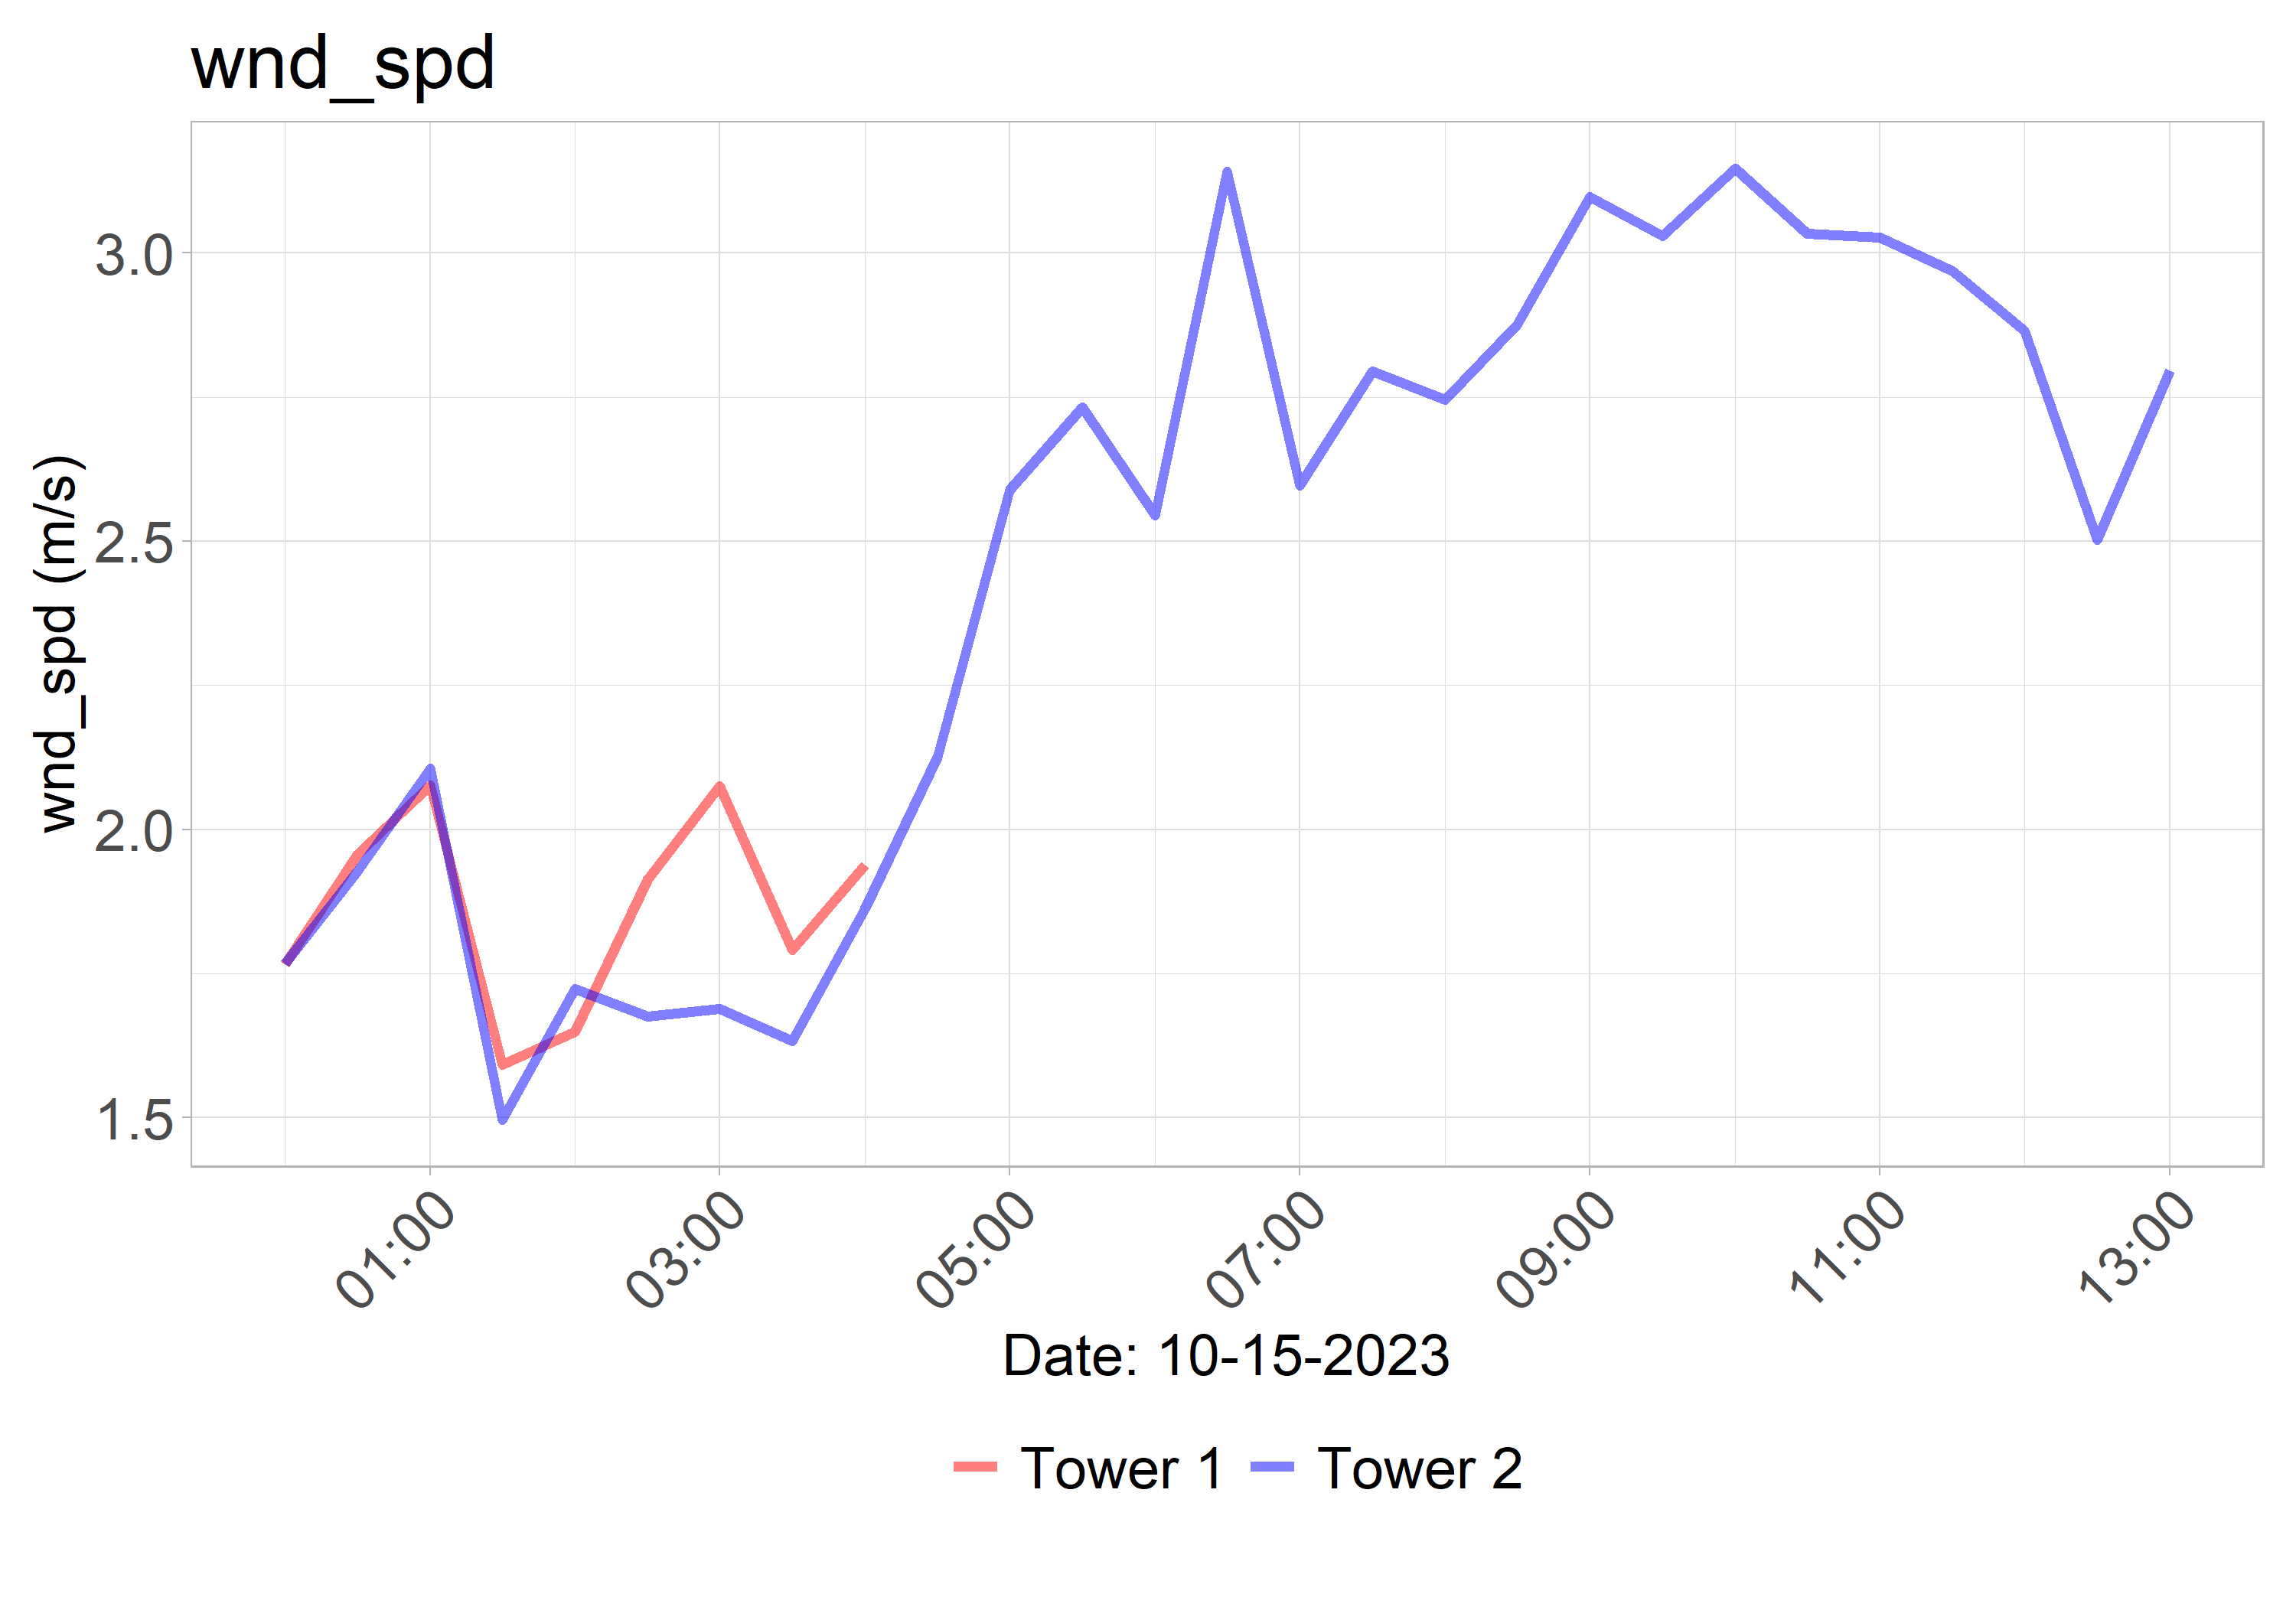 wnd_spd
wnd_spd (m/s)
3.0
2.5
2.0
1.5
01:00 03:00 05:00 07:00 09:00 11:00 13:00
Date: 10-15-2023
Tower 1 Tower 2